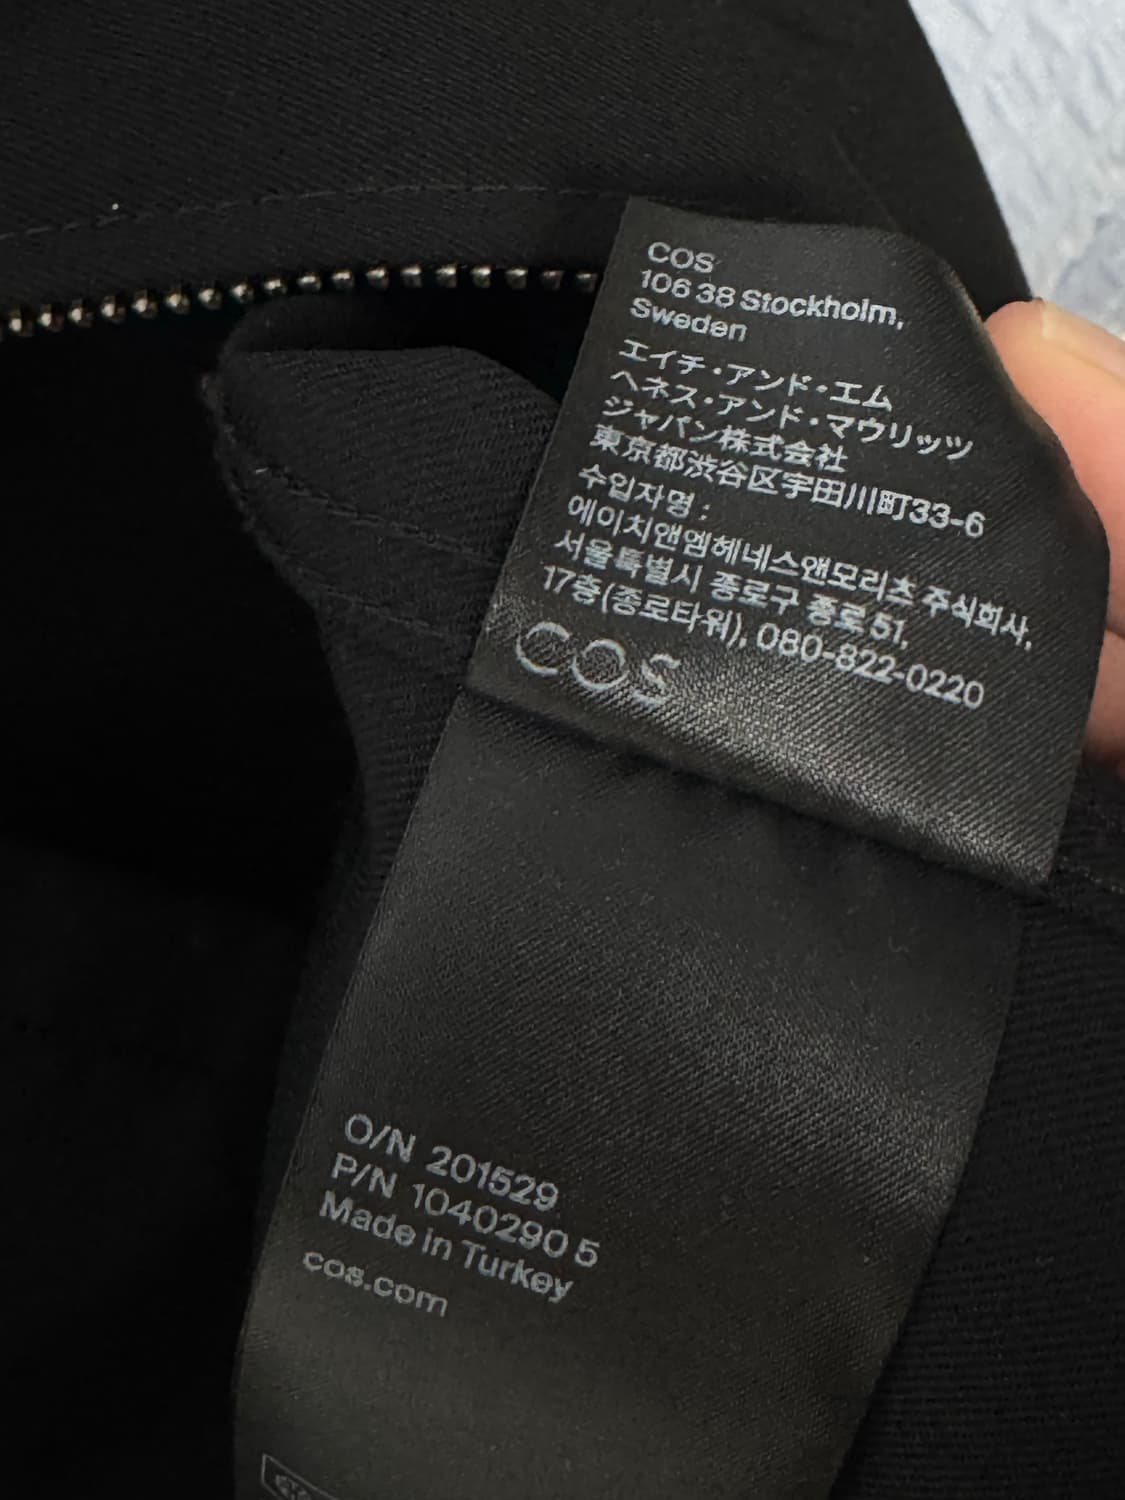 COS
106 38 Stockholm,
Sweden
エイチ・アンド・エム
ヘネス・アンド・マウリッツ
ジャパン株式会社
東京都渋谷区宇田川町33-6
수입자명 :
에이치앤엠헤네스앤모리츠 주식회사,
서울특별시 종로구 종로 51,
17층(종로타워), 080-822-0220
COS
O/N 201529
P/N 1040290 5
Made in Turkey
cos.com